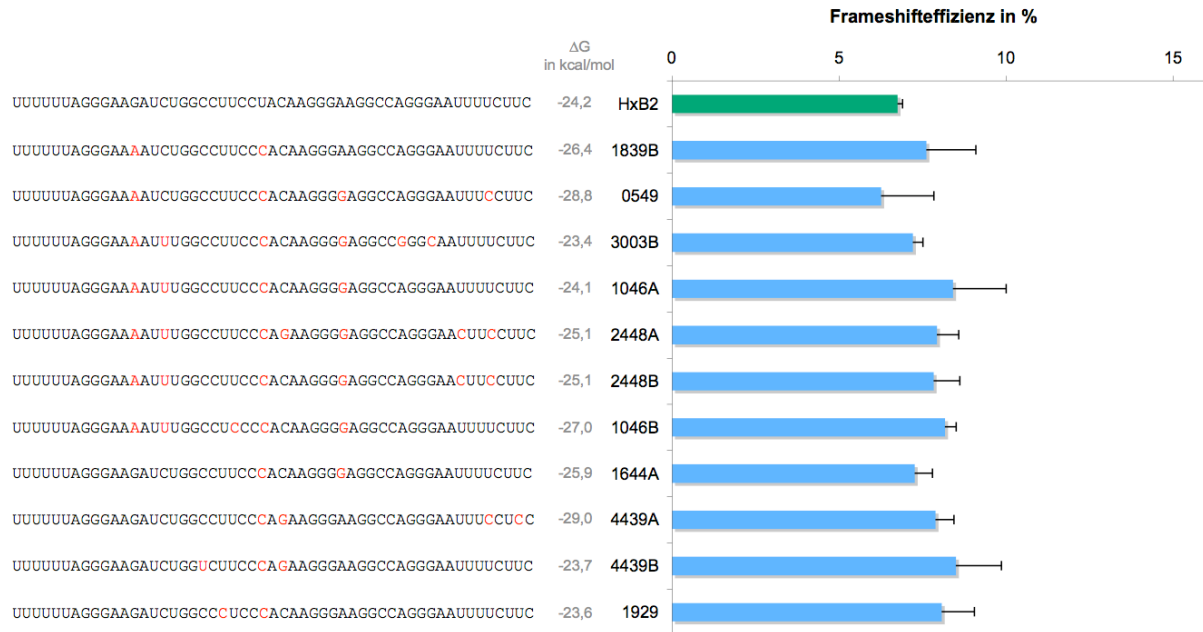 Frameshifteffizienz in %
ΔG
in kcal/mol
0 5 10 15
UUUUUUAGGGAAGAUCUGGCCUUCCUACAAGGGAAGGCCAGGGAAUUUUCUUC -24,2 HxB2
UUUUUUAGGGAAAAUCUGGCCUUCCCACAAGGGAAGGCCAGGGAAUUUUCUUC -26,4 1839B
UUUUUUAGGGAAAAUCUGGCCUUCCCACAAGGGGAGGCCAGGGAAUUUCCUUC -28,8 0549
UUUUUUAGGGAAAAUUUGGCCUUCCCACAAGGGGAGGCCGGGCAAUUUUCUUC -23,4 3003B
UUUUUUAGGGAAAAUUUGGCCUUCCCACAAGGGGAGGCCAGGGAAUUUUCUUC -24,1 1046A
UUUUUUAGGGAAAAUUUGGCCUUCCCAGAAGGGGAGGCCAGGGAACUUCCUUC -25,1 2448A
UUUUUUAGGGAAAAUUUGGCCUUCCCACAAGGGGAGGCCAGGGAACUUCCUUC -25,1 2448B
UUUUUUAGGGAAAAUUUGGCCUCCCCACAAGGGGAGGCCAGGGAAUUUUCUUC -27,0 1046B
UUUUUUAGGGAAGAUCUGGCCUUCCCACAAGGGGAGGCCAGGGAAUUUUCUUC -25,9 1644A
UUUUUUAGGGAAGAUCUGGCCUUCCCAGAAGGGAAGGCCAGGGAAUUUCCUCC -29,0 4439A
UUUUUUAGGGAAGAUCUGGUCUUCCCAGAAGGGAAGGCCAGGGAAUUUUCUUC -23,7 4439B
UUUUUUAGGGAAGAUCUGGCCCUCCCACAAGGGAAGGCCAGGGAAUUUUCUUC -23,6 1929